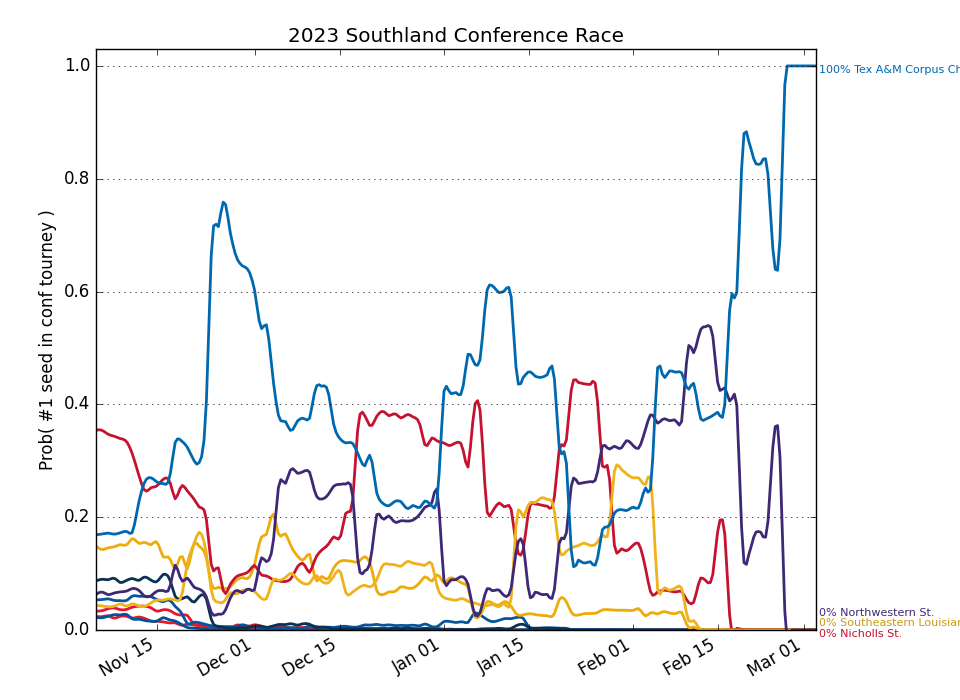 2023 Southland Conference Race
Prob( #1 seed in conf tourney )
1.0
0.8
0.6
0.4
0.2
0.0
Nov 15
Dec 01
Dec 15
Jan 01
Jan 15
Feb 01
Feb 15
Mar 01
100% Tex A&M Corpus Ch
0% Northwestern St.
0% Southeastern Louisian
0% Nicholls St.